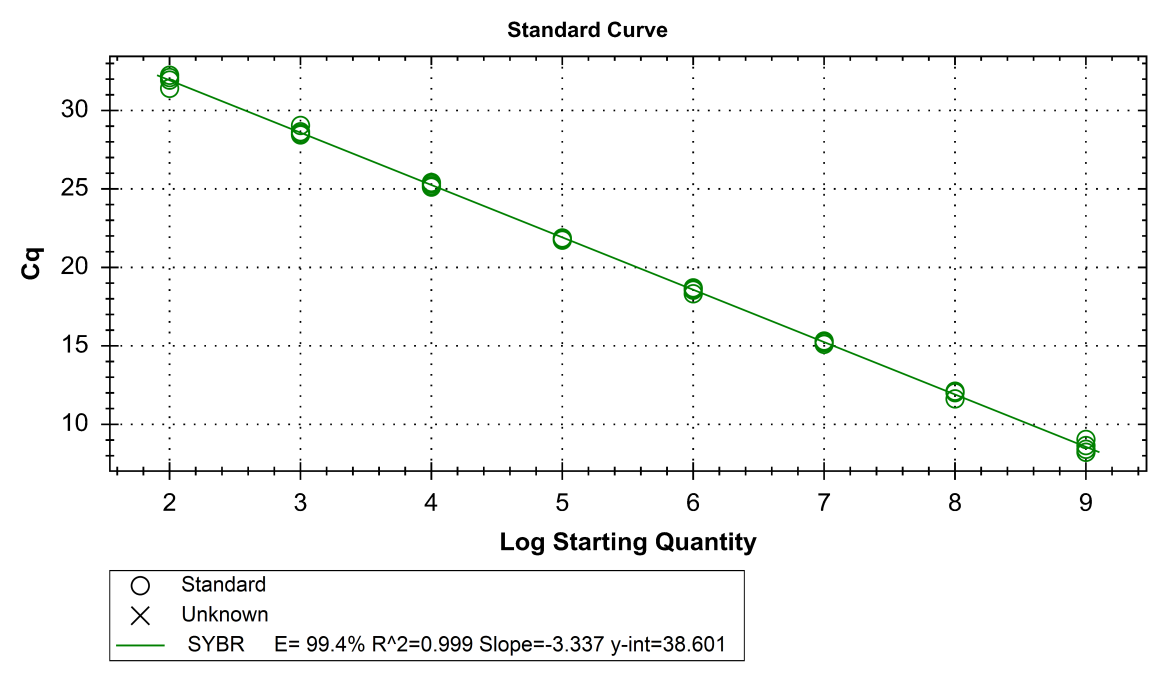 Standard Curve
30
25
20
15
10
Cq
2 3 4 5 6 7 8 9
Log Starting Quantity
Standard
Unknown
SYBR E= 99.4% R^2=0.999 Slope=-3.337 y-int=38.601